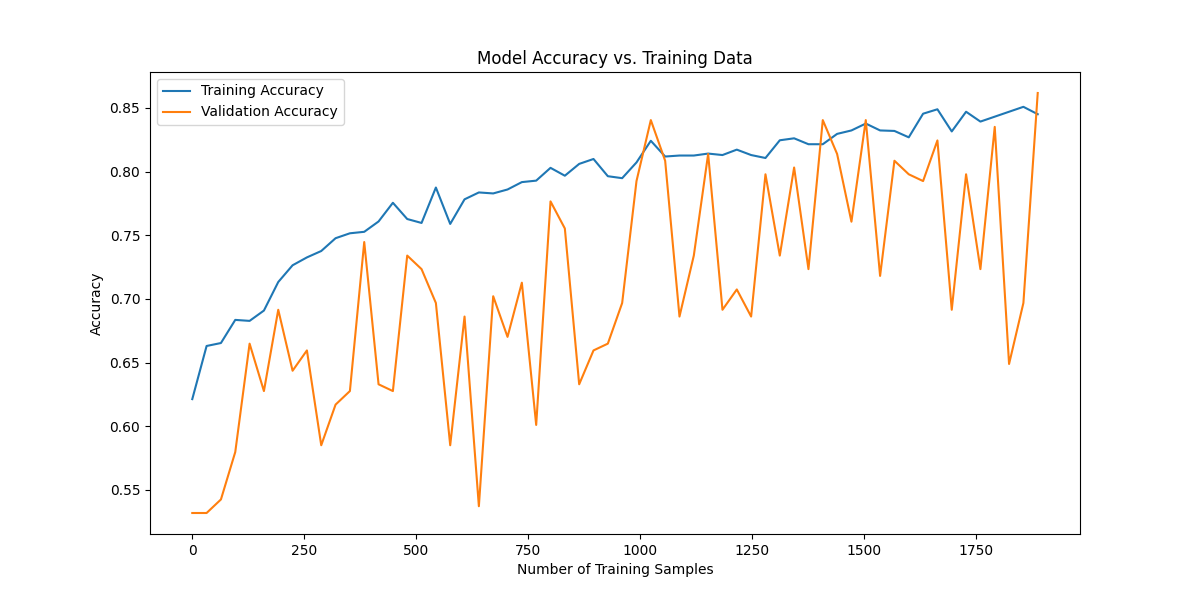 Model Accuracy vs. Training Data
Training Accuracy
Validation Accuracy
0.85
0.80
0.75
0.70
0.65
0.60
0.55
Accuracy
0 250 500 750 1000 1250 1500 1750
Number of Training Samples